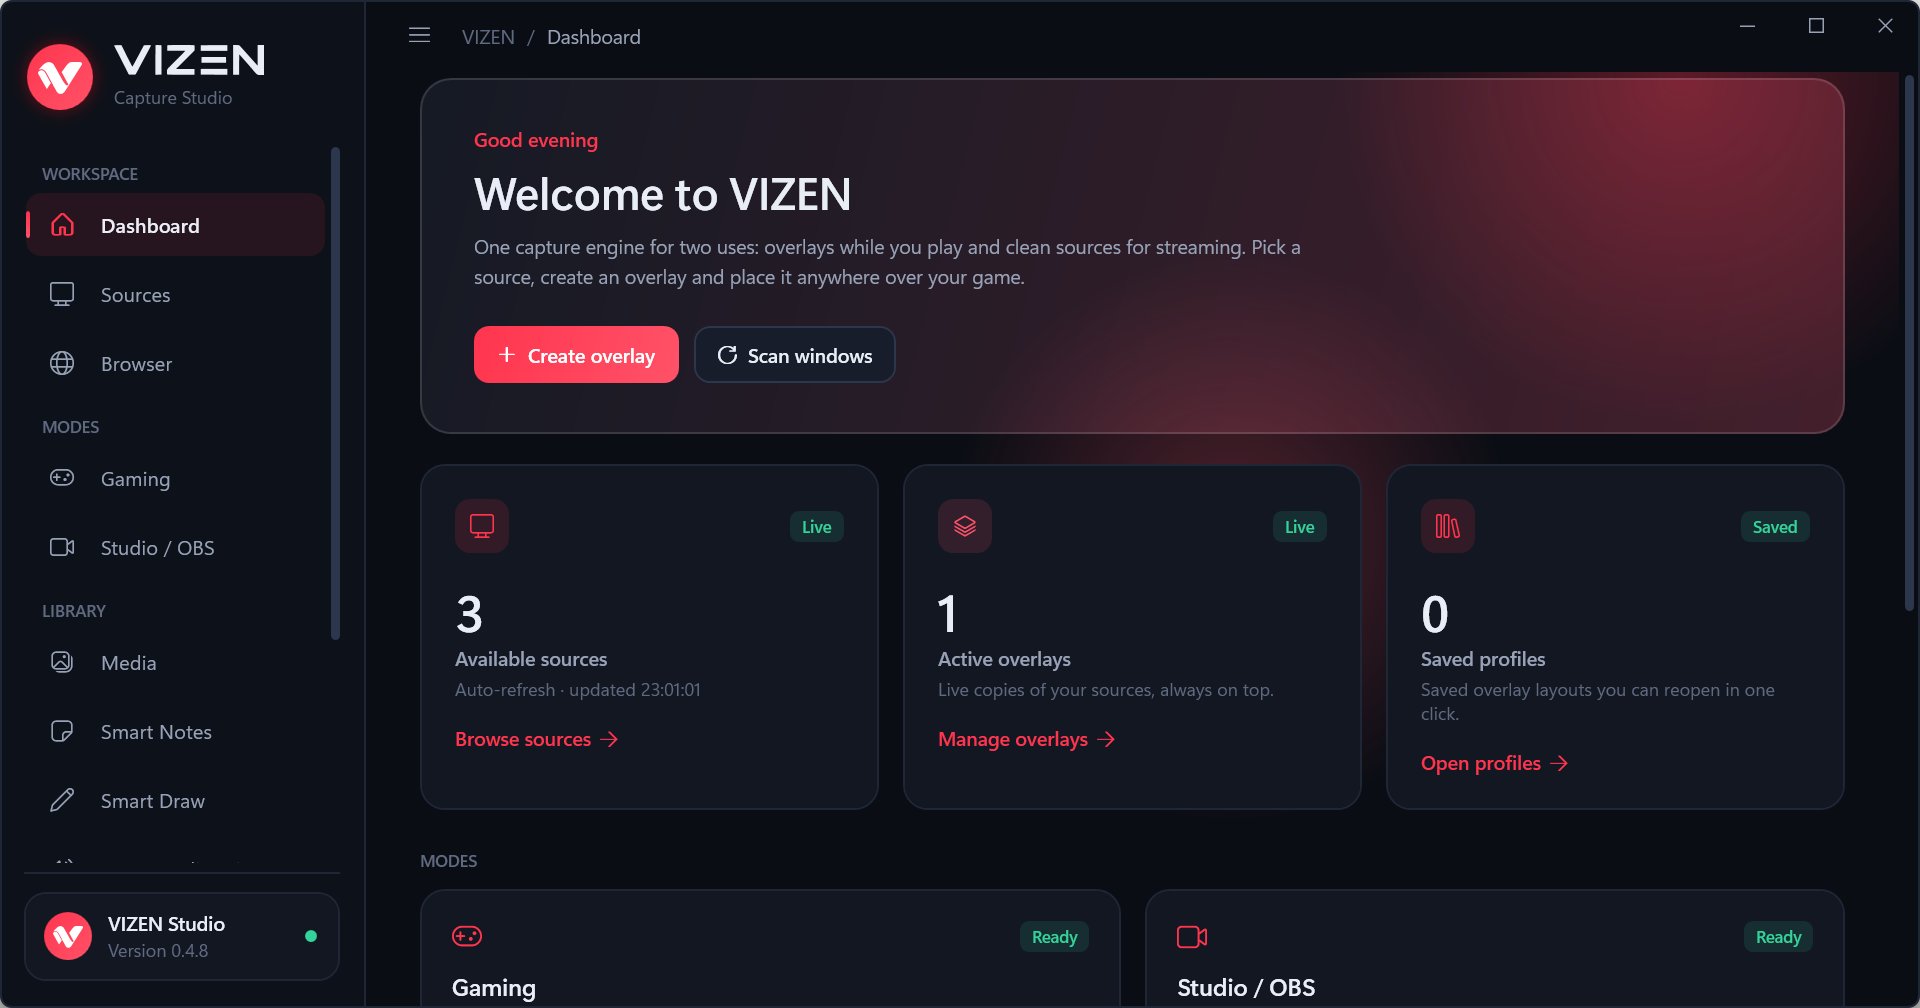 VIZEN
Capture Studio
WORKSPACE
Dashboard
Sources
Browser
MODES
Gaming
Studio / OBS
LIBRARY
Media
Smart Notes
Smart Draw
VIZEN Studio
Version 0.4.8
VIZEN / Dashboard
Good evening
Welcome to VIZEN
One capture engine for two uses: overlays while you play and clean sources for streaming. Pick a
source, create an overlay and place it anywhere over your game.
Create overlay
Scan windows
Live
3
Available sources
Auto-refresh · updated 23:01:01
Browse sources
Live
1
Active overlays
Live copies of your sources, always on top.
Manage overlays
Saved
0
Saved profiles
Saved overlay layouts you can reopen in one
click.
Open profiles
MODES
Ready
Gaming
Ready
Studio / OBS